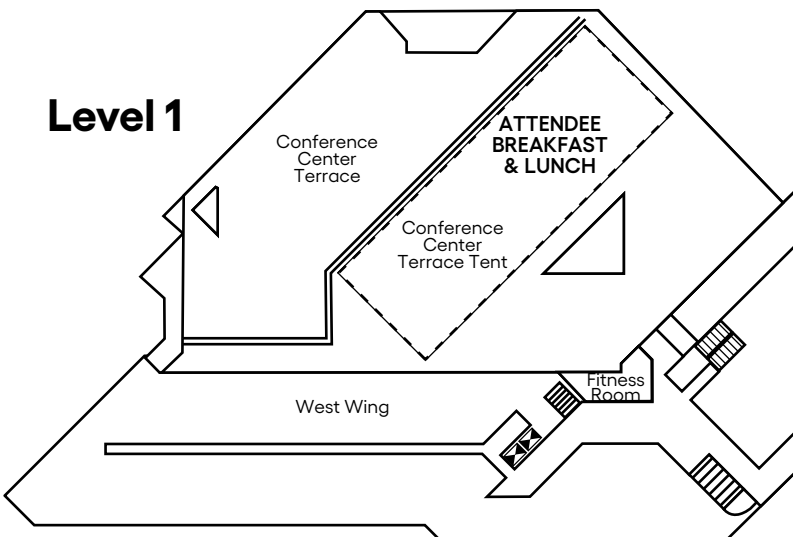 Level 1
Conference
Center
Terrace
ATTENDEE
BREAKFAST
& LUNCH
Conference
Center
Terrace Tent
Fitness
Room
West Wing